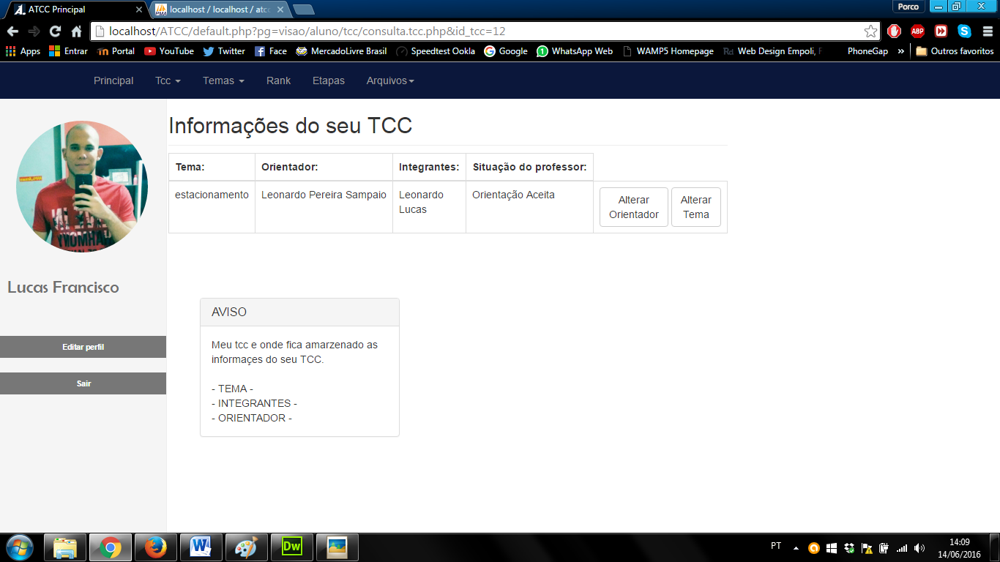 ATCC Principal
localhost / localhost / atcc
Porco
localhost/ATCC/default.php?pg=visao/aluno/tcc/consulta.tcc.php&id_tcc=12
ABP
Apps Entrar Portal YouTube Twitter Face MercadoLivre Brasil Speedtest Ookla Google WhatsApp Web WAMP5 Homepage Web Design Empoli, F PhoneGap » Outros favoritos
Principal Tcc Temas Rank Etapas Arquivos
Informações do seu TCC
Tema: Orientador: Integrantes: Situação do professor:
estacionamento Leonardo Pereira Sampaio Leonardo Orientação Aceita Alterar Alterar
Lucas Orientador Tema
Lucas Francisco
AVISO
Meu tcc e onde fica amarzenado as
informaçes do seu TCC.
Editar perfil
- TEMA -
Sair
- INTEGRANTES -
- ORIENTADOR -
Dw
PT
14:09
14/06/2016